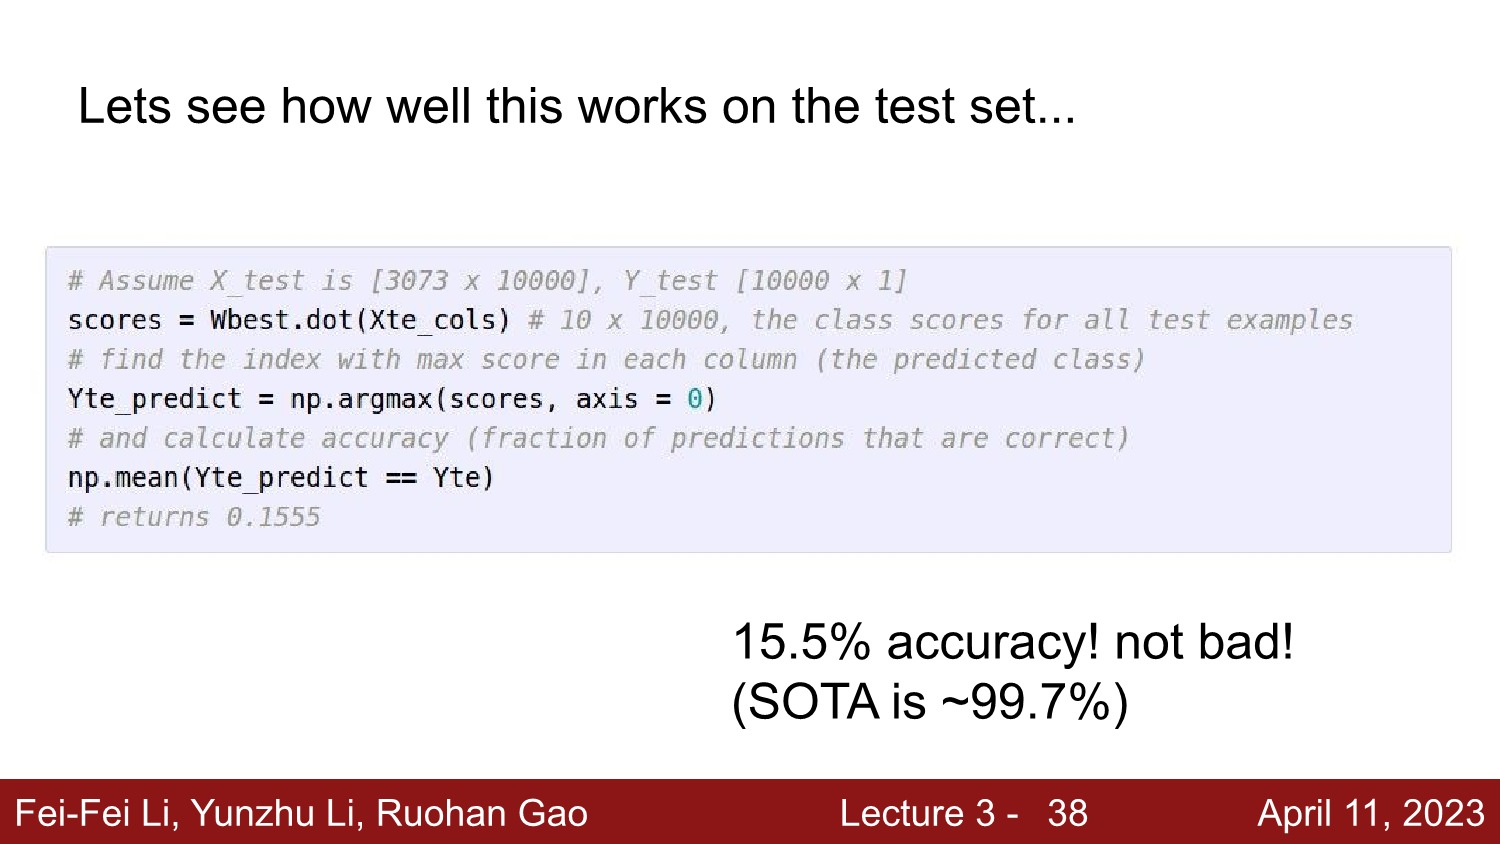 Lets see how well this works on the test set...
# Assume X_test is [3073 x 10000], Y_test [10000 x 1]
scores = Wbest.dot(Xte_cols) # 10 x 10000, the class scores for all test examples
# find the index with max score in each column (the predicted class)
Yte_predict = np.argmax(scores, axis = 0)
# and calculate accuracy (fraction of predictions that are correct)
np.mean(Yte_predict == Yte)
# returns 0.1555
15.5% accuracy! not bad!
(SOTA is ~99.7%)
Fei-Fei Li, Yunzhu Li, Ruohan Gao Lecture 3 - 38 April 11, 2023